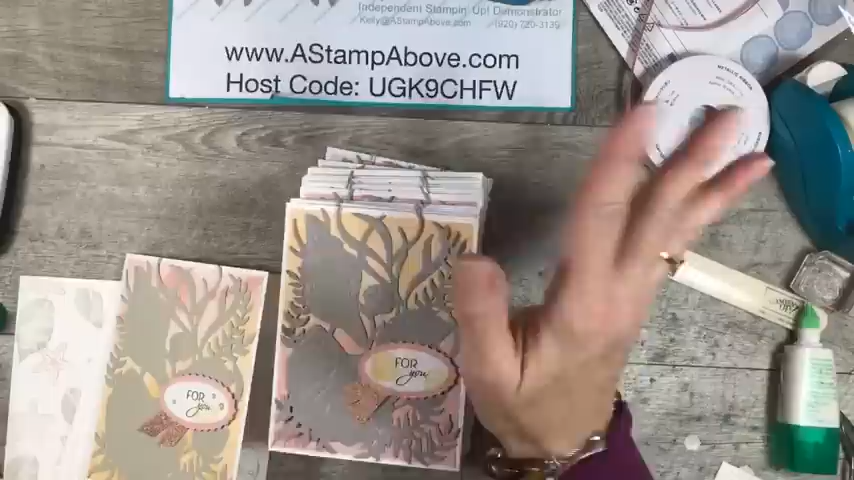 Independent Stampin' Up! Demonstrator
Kelly@AStampAbove.com (920) 720-3139
www.AStampAbove.com
Host Code: UGK9CHFW
FOR
you
FOR
you